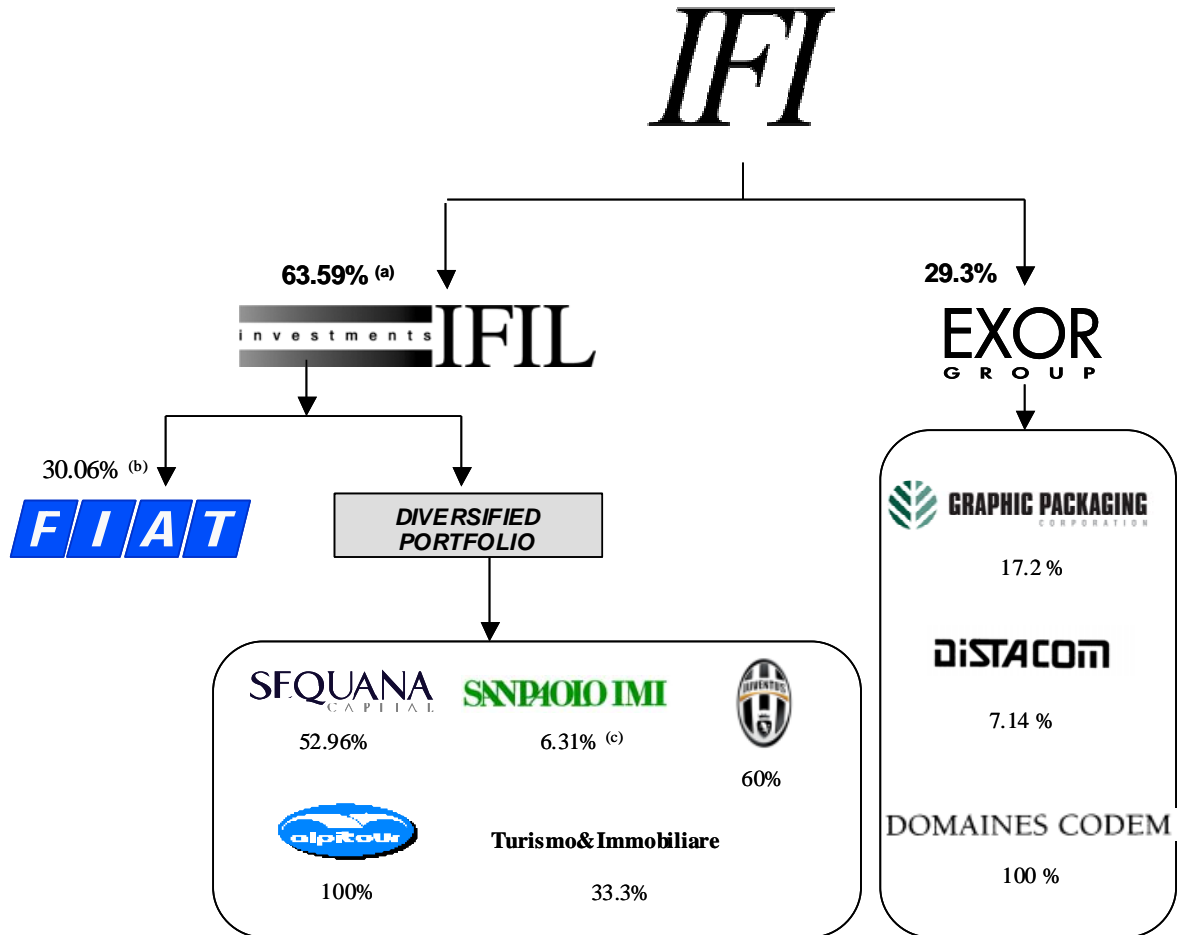 IFI
63.59% (a)
29.3%
investments IFIL
EXOR
GROUP
30.06% (b)
FIAT
DIVERSIFIED
PORTFOLIO
GRAPHIC PACKAGING
CORPORATION
17.2 %
DISTACOM
7.14 %
SEQUANA
CAPITAL
52.96%
SANPAOLO IMI
6.31% (c)
JUVENTUS
60%
alpitour
100%
Turismo&Immobiliare
33.3%
DOMAINES CODEM
100 %